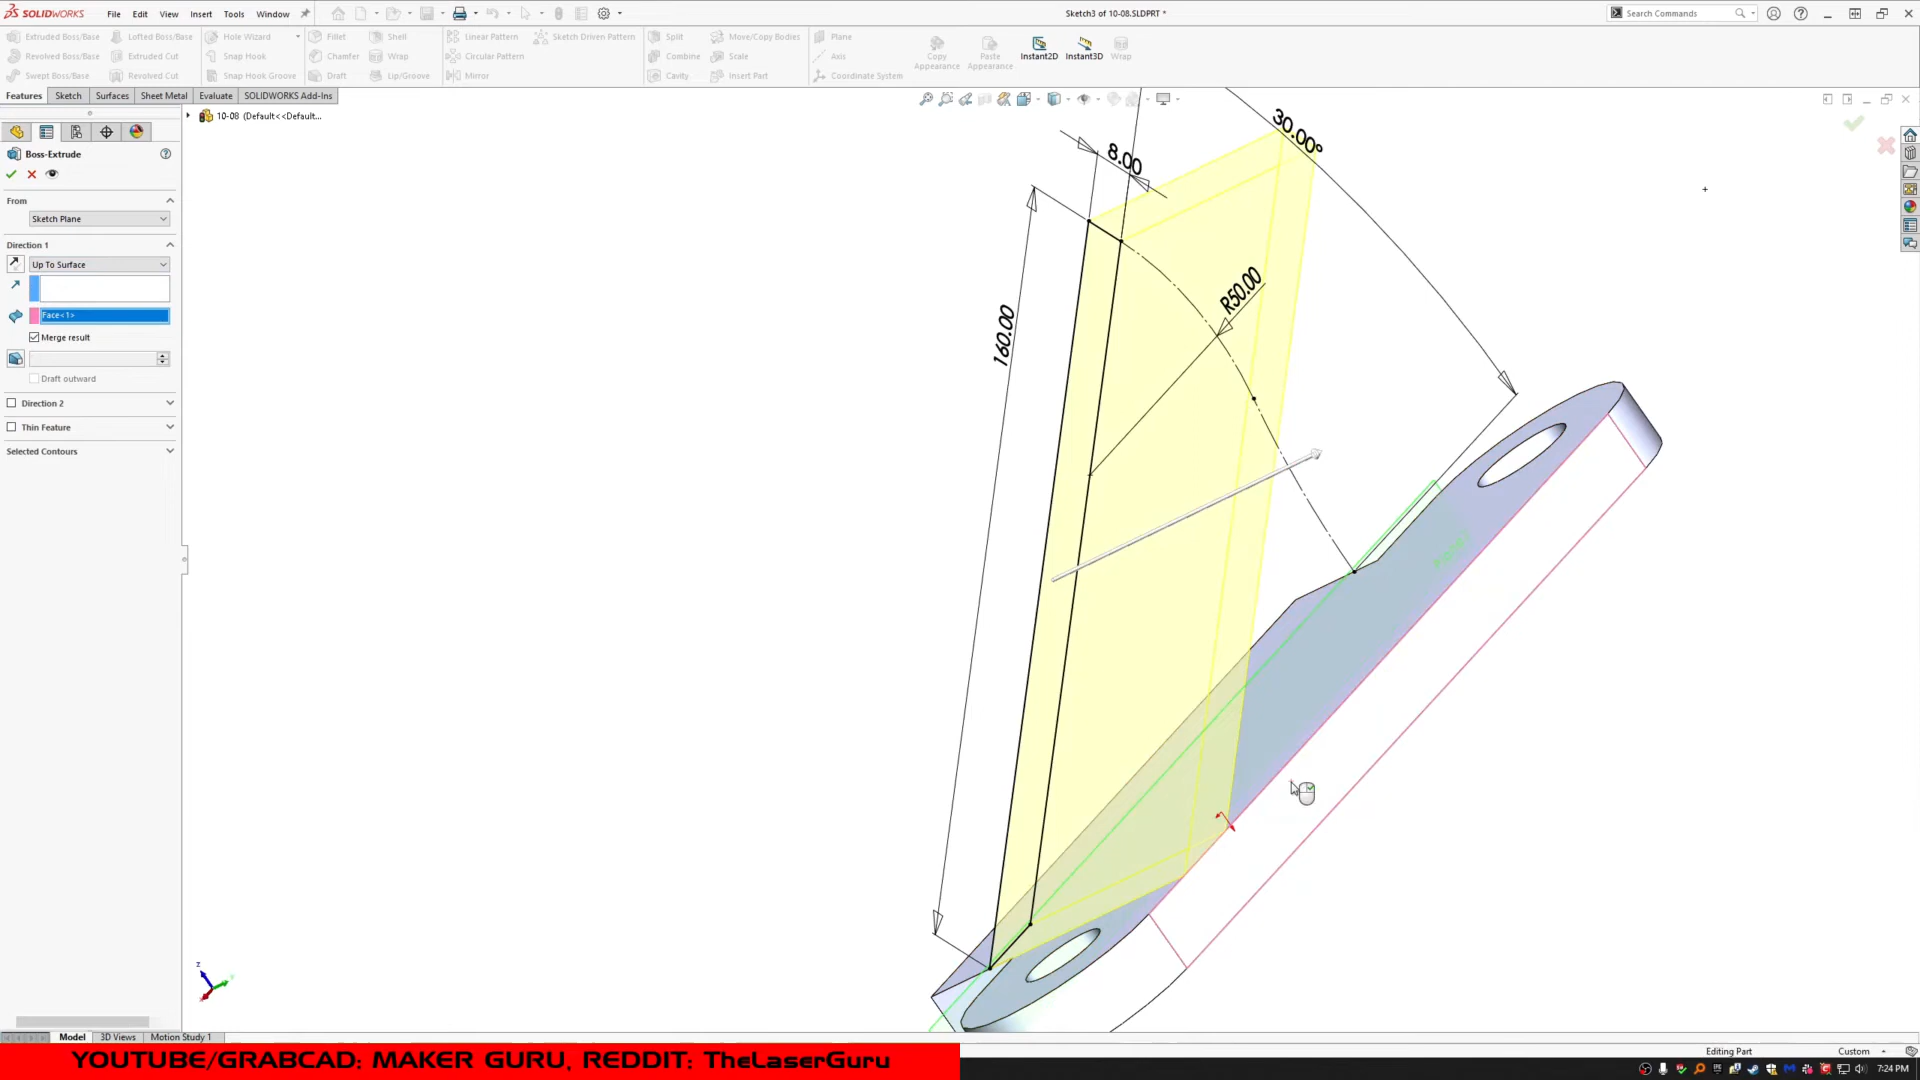 SOLIDWORKS File Edit View Insert Tools Window
Sketch3 of 10-08.SLDPRT *
Search Commands
Extruded Boss/Base Lofted Boss/Base Hole Wizard Fillet Shell Linear Pattern Sketch Driven Pattern Split Move/Copy Bodies Plane
Revolved Boss/Base Extruded Cut Snap Hook Chamfer Wrap Circular Pattern Combine Scale Axis
Swept Boss/Base Revolved Cut Snap Hook Groove Draft Lip/Groove Mirror Cavity Insert Part Coordinate System
Copy Appearance
Paste Appearance
Instant2D
Instant3D
Wrap
Features Sketch Surfaces Sheet Metal Evaluate SOLIDWORKS Add-Ins
10-08 (Default<<Default...
Boss-Extrude
From
Sketch Plane
Direction 1
Up To Surface
Face<1>
Merge result
Draft outward
Direction 2
Thin Feature
Selected Contours
30.00°
8.00
R50.00
160.00
z
Model 3D Views Motion Study 1
YOUTUBE/GRABCAD: MAKER GURU, REDDIT: TheLaserGuru
Editing Part
Custom
7:24 PM